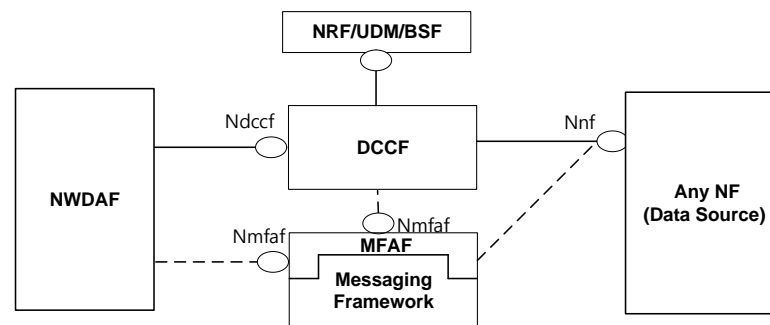 NRF/UDM/BSF
Ndccf
DCCF
Nnf
NWDAF
Any NF
(Data Source)
Nmfaf
Nmfaf
MFAF
Messaging
Framework